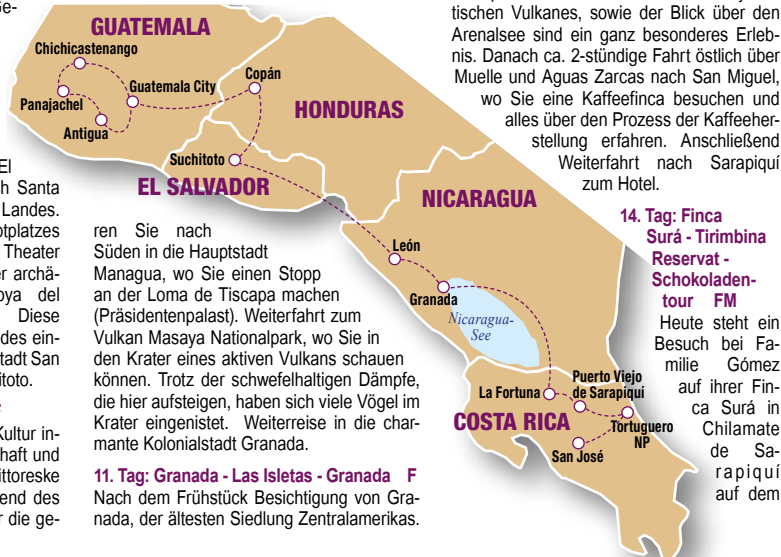 Ge-
El
h Santa
Landes.
otplatzes
Theater
er archä-
oya del
Diese
des ein-
tadt San
itoto.
Kultur in-
haft und
ittoreske
end des
r die ge-
GUATEMALA
Chichicastenango
Guatemala City
Panajachel
Antigua
Copán
HONDURAS
Suchitoto
EL SALVADOR
NICARAGUA
León
Granada
Nicaragua-
See
La Fortuna
Puerto Viejo
de Sarapiquí
COSTA RICA
Tortuguero
NP
San José
ren Sie nach
Süden in die Hauptstadt
Managua, wo Sie einen Stopp
an der Loma de Tiscapa machen
(Präsidentenpalast). Weiterfahrt zum
Vulkan Masaya Nationalpark, wo Sie in
den Krater eines aktiven Vulkans schauen
können. Trotz der schwefelhaltigen Dämpfe,
die hier aufsteigen, haben sich viele Vögel im
Krater eingenistet. Weiterreise in die char-
mante Kolonialstadt Granada.
11. Tag: Granada - Las Isletas - Granada F
Nach dem Frühstück Besichtigung von Gra-
nada, der ältesten Siedlung Zentralamerikas.
tischen Vulkanes, sowie der Blick über den
Arenalsee sind ein ganz besonderes Erleb-
nis. Danach ca. 2-stündige Fahrt östlich über
Muelle und Aguas Zarcas nach San Miguel,
wo Sie eine Kaffeefinca besuchen und
alles über den Prozess der Kaffeeher-
stellung erfahren. Anschließend
Weiterfahrt nach Sarapiquí
zum Hotel.
14. Tag: Finca
Surá - Tirimbina
Reservat -
Schokoladen-
tour FM
Heute steht ein
Besuch bei Fa-
milie Gómez
auf ihrer Fin-
ca Surá in
Chilamate
de Sa-
rapiquí
auf dem